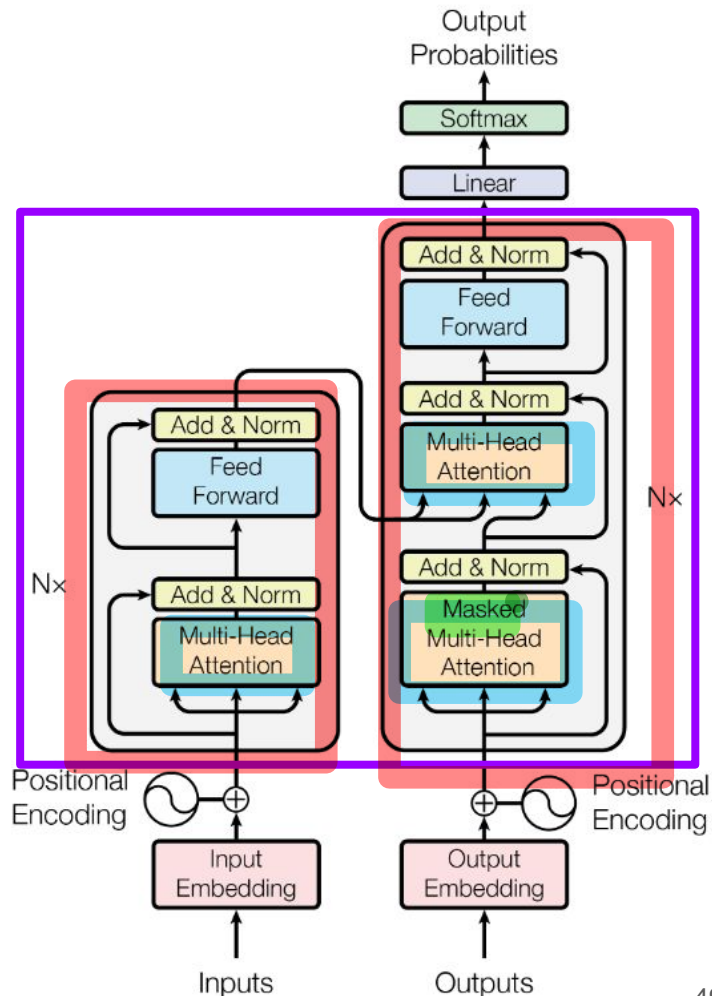 Output
Probabilities
Softmax
Linear
Add & Norm
Feed
Forward
Add & Norm
Multi-Head
Attention
Add & Norm
Masked
Multi-Head
Attention
N×
Add & Norm
Feed
Forward
Add & Norm
Multi-Head
Attention
N×
Positional
Encoding
Positional
Encoding
Input
Embedding
Output
Embedding
Inputs
Outputs